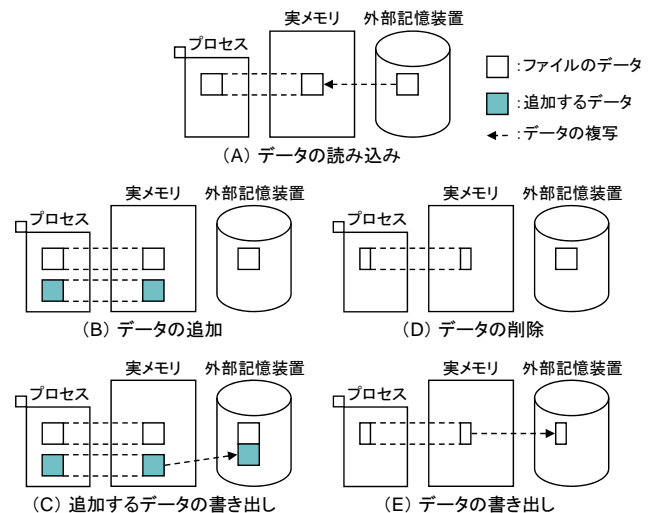 実メモリ 外部記憶装置
プロセス
:ファイルのデータ
:追加するデータ
:データの複写
(A) データの読み込み
実メモリ 外部記憶装置
プロセス
(B) データの追加
実メモリ 外部記憶装置
プロセス
(D) データの削除
実メモリ 外部記憶装置
プロセス
(C) 追加するデータの書き出し
実メモリ 外部記憶装置
プロセス
(E) データの書き出し